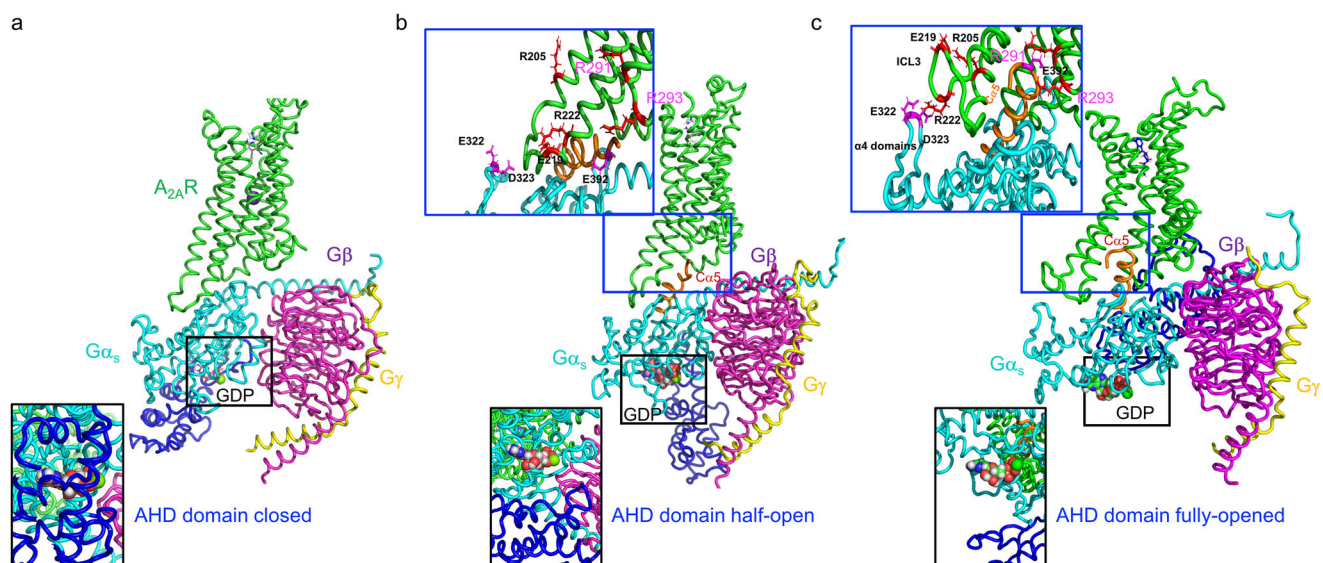 a
A2AR
Gβ
Gαs
GDP
Gγ
AHD domain closed
b
R205
R291
R293
R222
E322
E219
D323
E392
Cα5
Gβ
Gαs
GDP
Gγ
AHD domain half-open
c
E219
R205
ICL3
E392
Cα5
R293
E322
R222
D323
α4 domains
Cα5
Gβ
Gαs
GDP
Gγ
AHD domain fully-opened